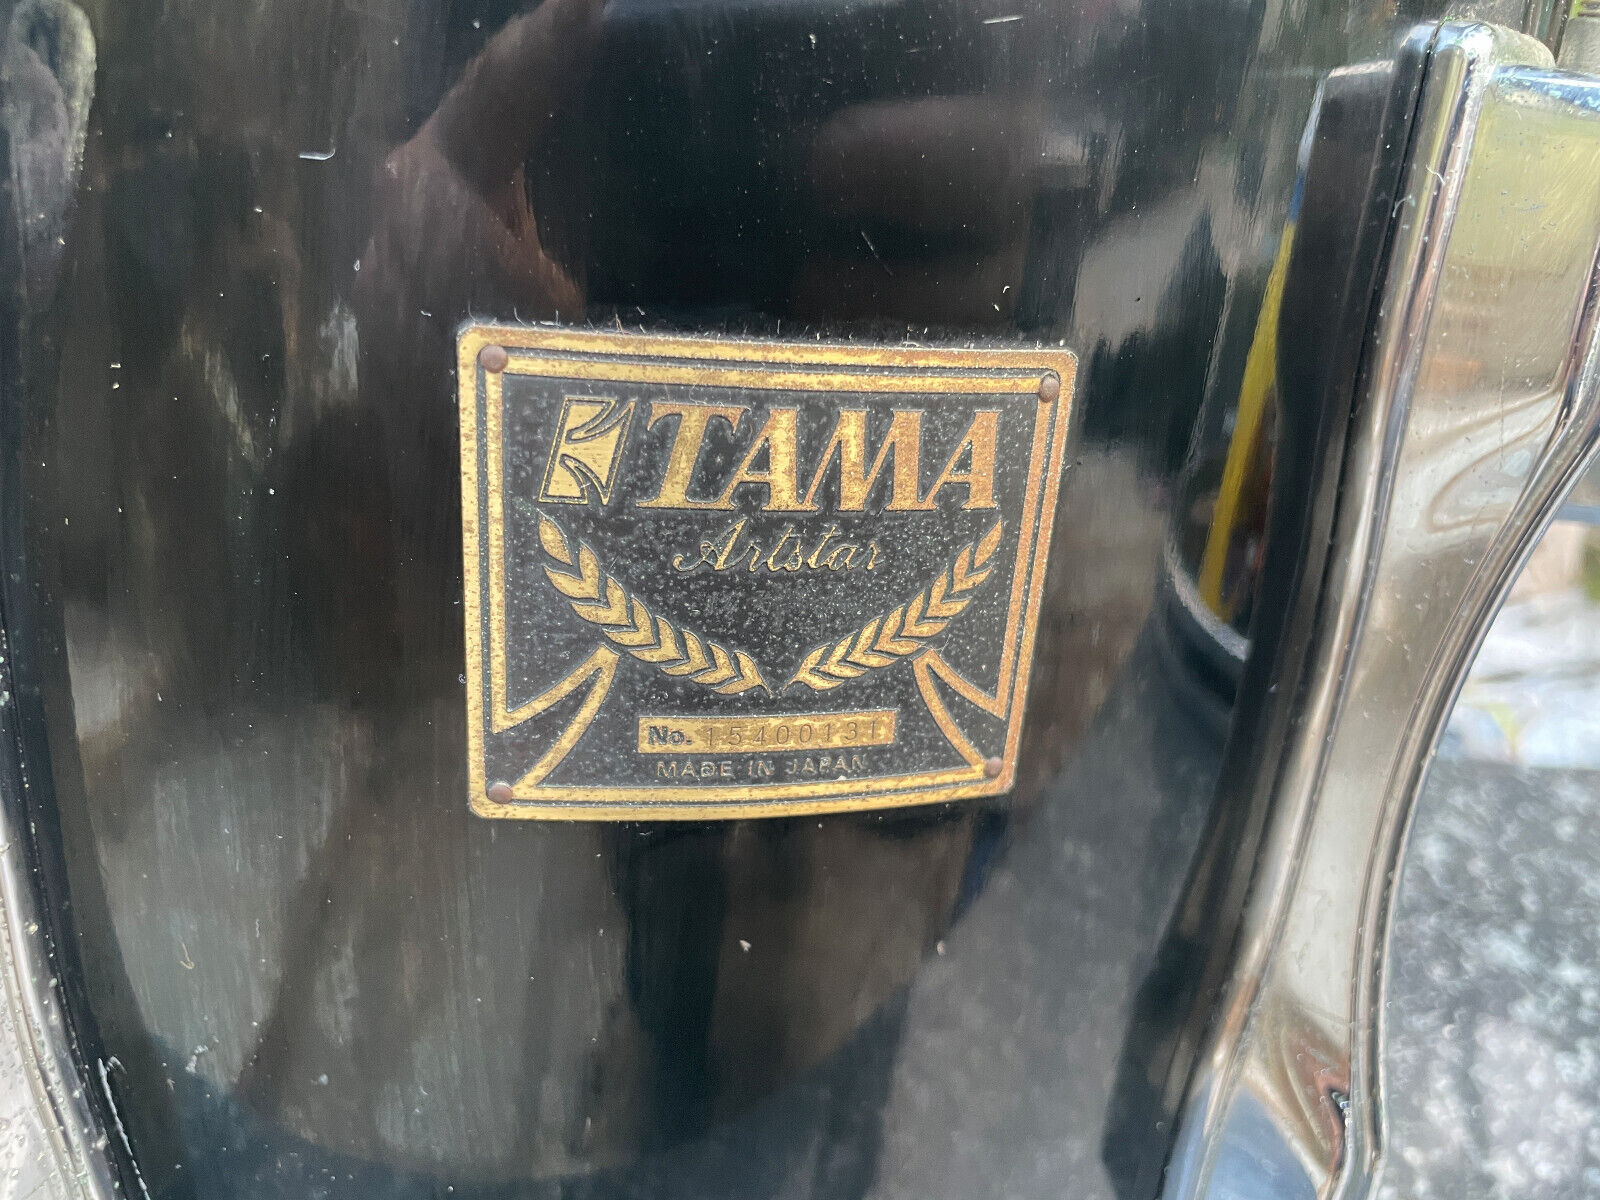 TAMA
Artstar
No. 15400131
MADE IN JAPAN